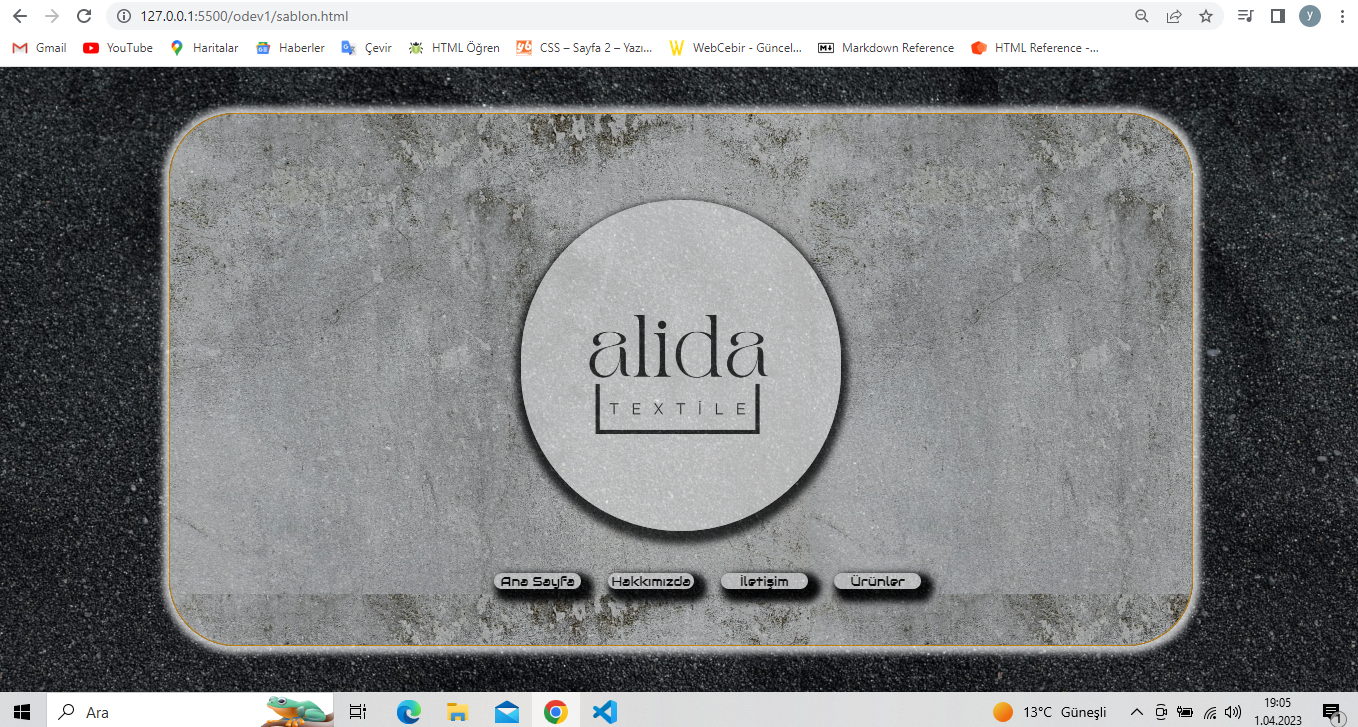 127.0.0.1:5500/odev1/sablon.html
y
Gmail
YouTube
Haritalar
Haberler
Çevir
HTML Öğren
CSS – Sayfa 2 – Yazı...
WebCebir - Güncel...
Markdown Reference
HTML Reference -...
alida
TEXTİLE
Ana Sayfa
Hakkımızda
İletişim
Ürünler
Ara
13°C Güneşli
19:05
1.04.2023
1